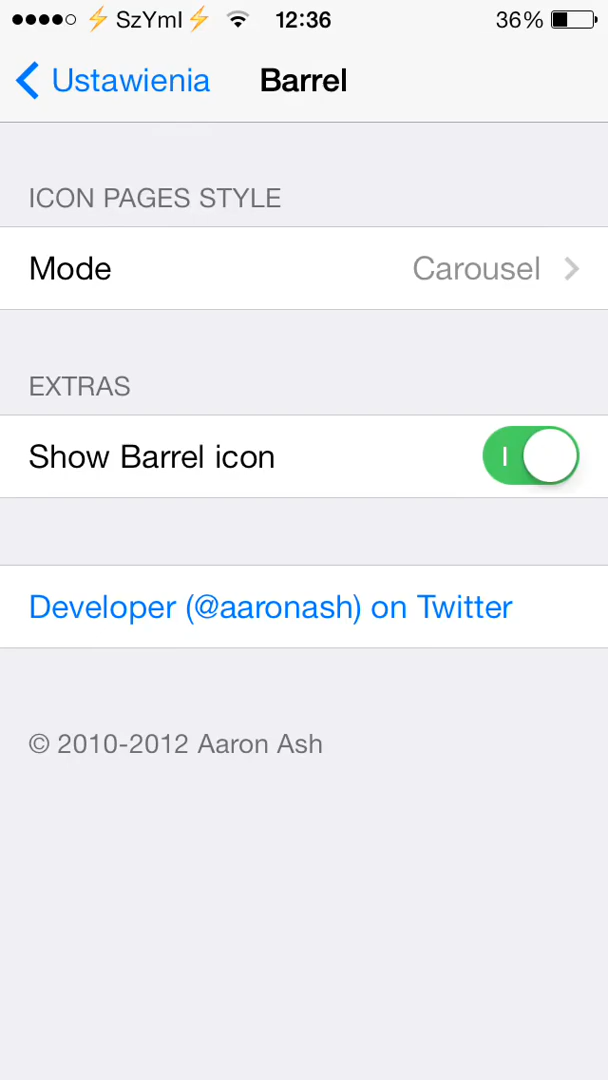 ⚡ SzYmI⚡ 12:36 36%
Ustawienia Barrel
ICON PAGES STYLE
Mode Carousel
EXTRAS
Show Barrel icon
Developer (@aaronash) on Twitter
© 2010-2012 Aaron Ash